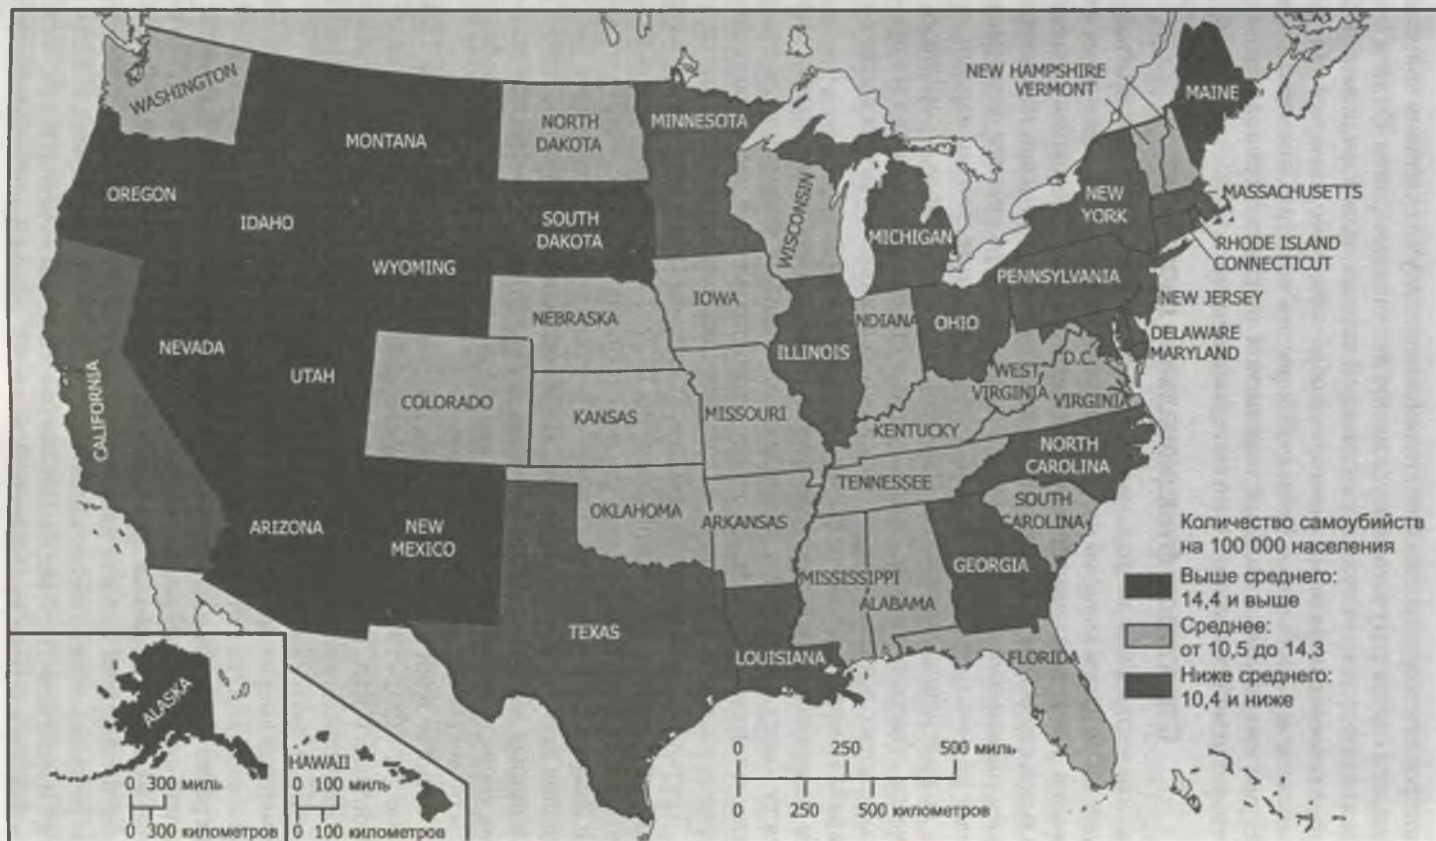 WASHINGTON
MONTANA
NORTH
DAKOTA
MINNESOTA
NEW HAMPSHIRE
VERMONT
MAINE
OREGON
IDAHO
SOUTH
DAKOTA
WISCONSIN
MICHIGAN
NEW
YORK
MASSACHUSETTS
WYOMING
RHODE ISLAND
CONNECTICUT
IOWA
PENNSYLVANIA
NEBRASKA
NEVADA
UTAH
ILLINOIS
NDIANA
OHIO
NEW JERSEY
DELAWARE
MARYLAND
CALIFORNIA
COLORADO
KANSAS
MISSOURI
WEST
VIRGINIA
D.C.
VIRGINIA
KENTUCKY
NORTH
CAROLINA
TENNESSEE
ARIZONA
NEW
MEXICO
OKLAHOMA
ARKANSAS
SOUTH
CAROLINA
MISSISSIPPI
ALABAMA
GEORGIA
TEXAS
LOUISIANA
FLORIDA
Количество самоубийств
на 100 000 населения
Выше среднего:
14,4 и выше
Среднее:
от 10,5 до 14,3
Ниже среднего:
10,4 и ниже
ALASKA
0 300 миль
0 300 километров
HAWAII
0 100 миль
0 100 километров
0 250 500 миль
0 250 500 километров